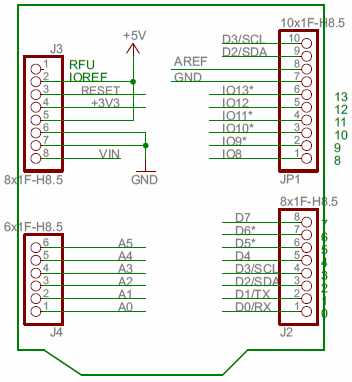 10x1F-H8.5
+5V
D3/SCL 10
D2/SDA 9
J3
AREF 8
GND 7
1 RFU
2 IOREF
3 RESET
4 +3V3
5
6
7
8 VIN
GND
8x1F-H8.5
IO13* 6 13
IO12 5 12
IO11* 4 11
IO10* 3 10
IO9* 2 9
IO8 1 8
JP1
8x1F-H8.5
D7 8 7
D6* 7 6
D5* 6 5
D4 5 4
D3/SCL 4 3
D2/SDA 3 2
D1/TX 2 1
D0/RX 1 0
J2
6x1F-H8.5
6 A5
5 A4
4 A3
3 A2
2 A1
1 A0
J4